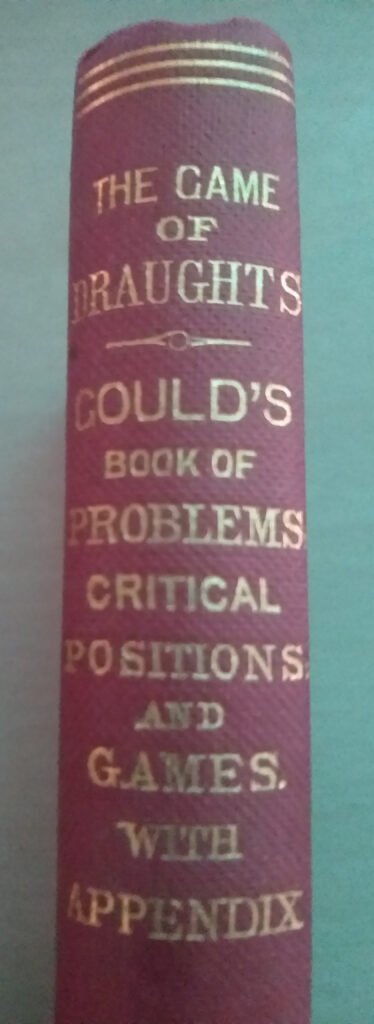 THE GAME
OF
DRAUGHTS
GOULD'S
BOOK OF
PROBLEMS
CRITICAL
POSITIONS.
AND
GAMES.
WITH
APPENDIX